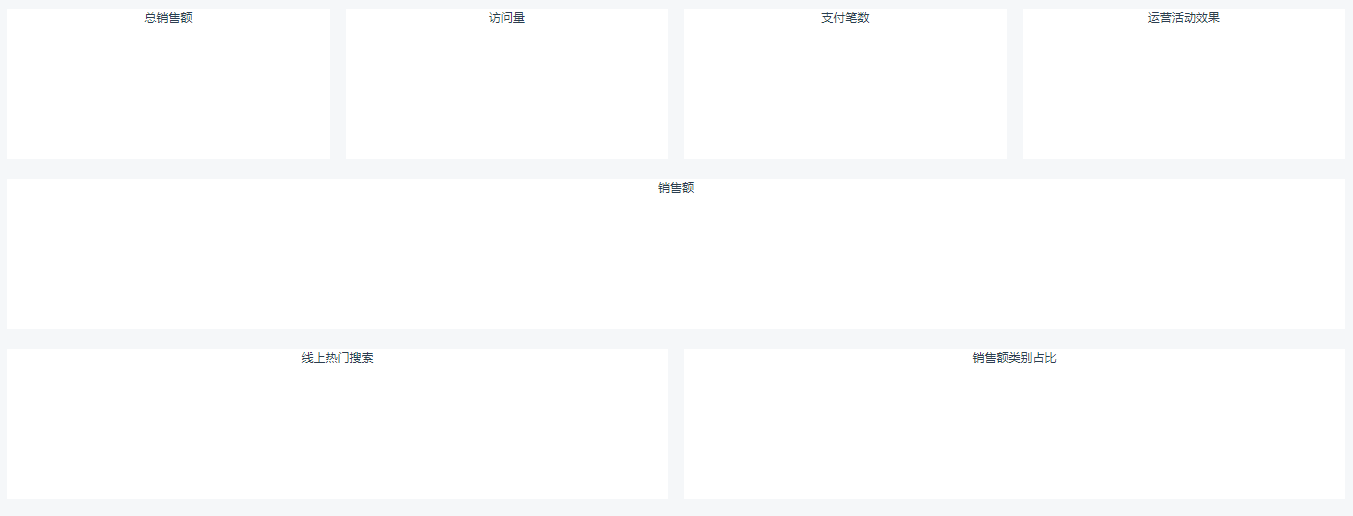 总销售额
访问量
支付笔数
运营活动效果
销售额
线上热门搜索
销售额类别占比